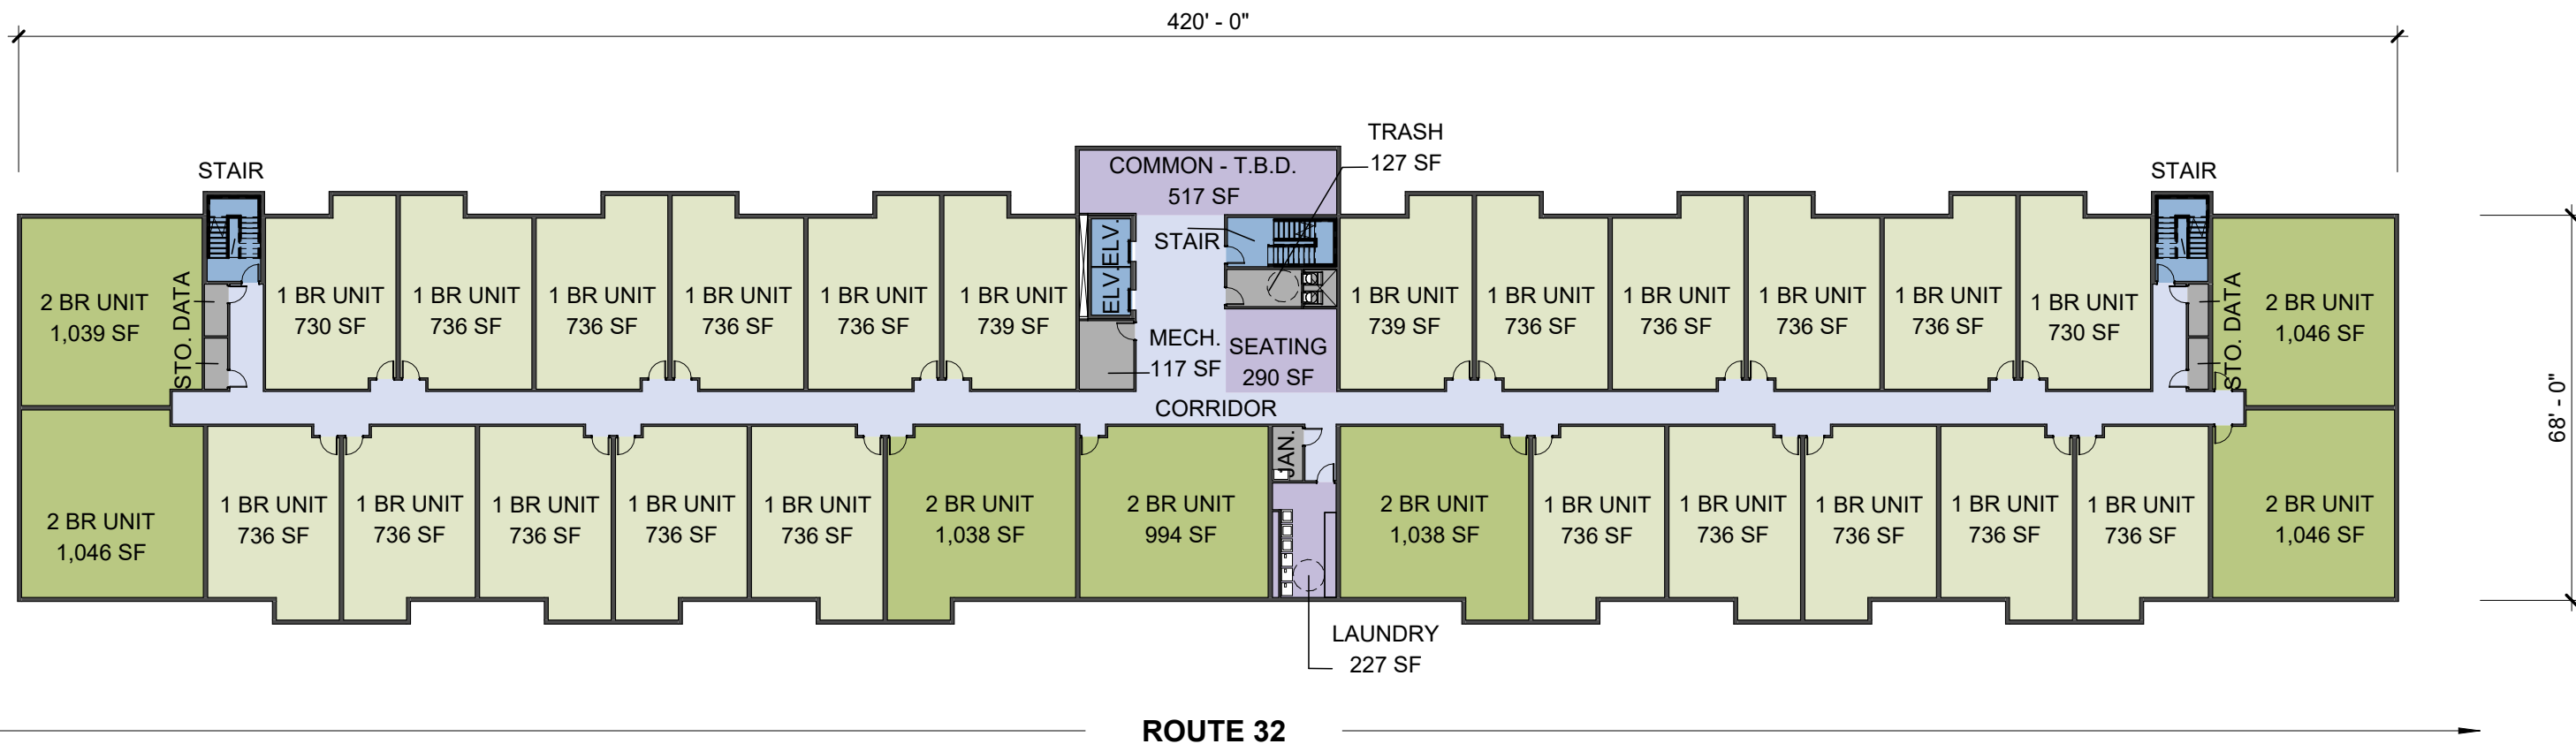 420' - 0"
TRASH
127 SF
STAIR
COMMON - T.B.D.
517 SF
STAIR
2 BR UNIT
1,039 SF
STO. DATA
1 BR UNIT
730 SF
1 BR UNIT
736 SF
1 BR UNIT
736 SF
1 BR UNIT
736 SF
1 BR UNIT
736 SF
1 BR UNIT
739 SF
ELV.
ELV.
STAIR
MECH.
117 SF
SEATING
290 SF
1 BR UNIT
739 SF
1 BR UNIT
736 SF
1 BR UNIT
736 SF
1 BR UNIT
736 SF
1 BR UNIT
736 SF
1 BR UNIT
730 SF
STO. DATA
2 BR UNIT
1,046 SF
68' - 0"
CORRIDOR
2 BR UNIT
1,046 SF
1 BR UNIT
736 SF
1 BR UNIT
736 SF
1 BR UNIT
736 SF
1 BR UNIT
736 SF
1 BR UNIT
736 SF
2 BR UNIT
1,038 SF
2 BR UNIT
994 SF
JAN.
2 BR UNIT
1,038 SF
1 BR UNIT
736 SF
1 BR UNIT
736 SF
1 BR UNIT
736 SF
1 BR UNIT
736 SF
1 BR UNIT
736 SF
2 BR UNIT
1,046 SF
LAUNDRY
227 SF
ROUTE 32